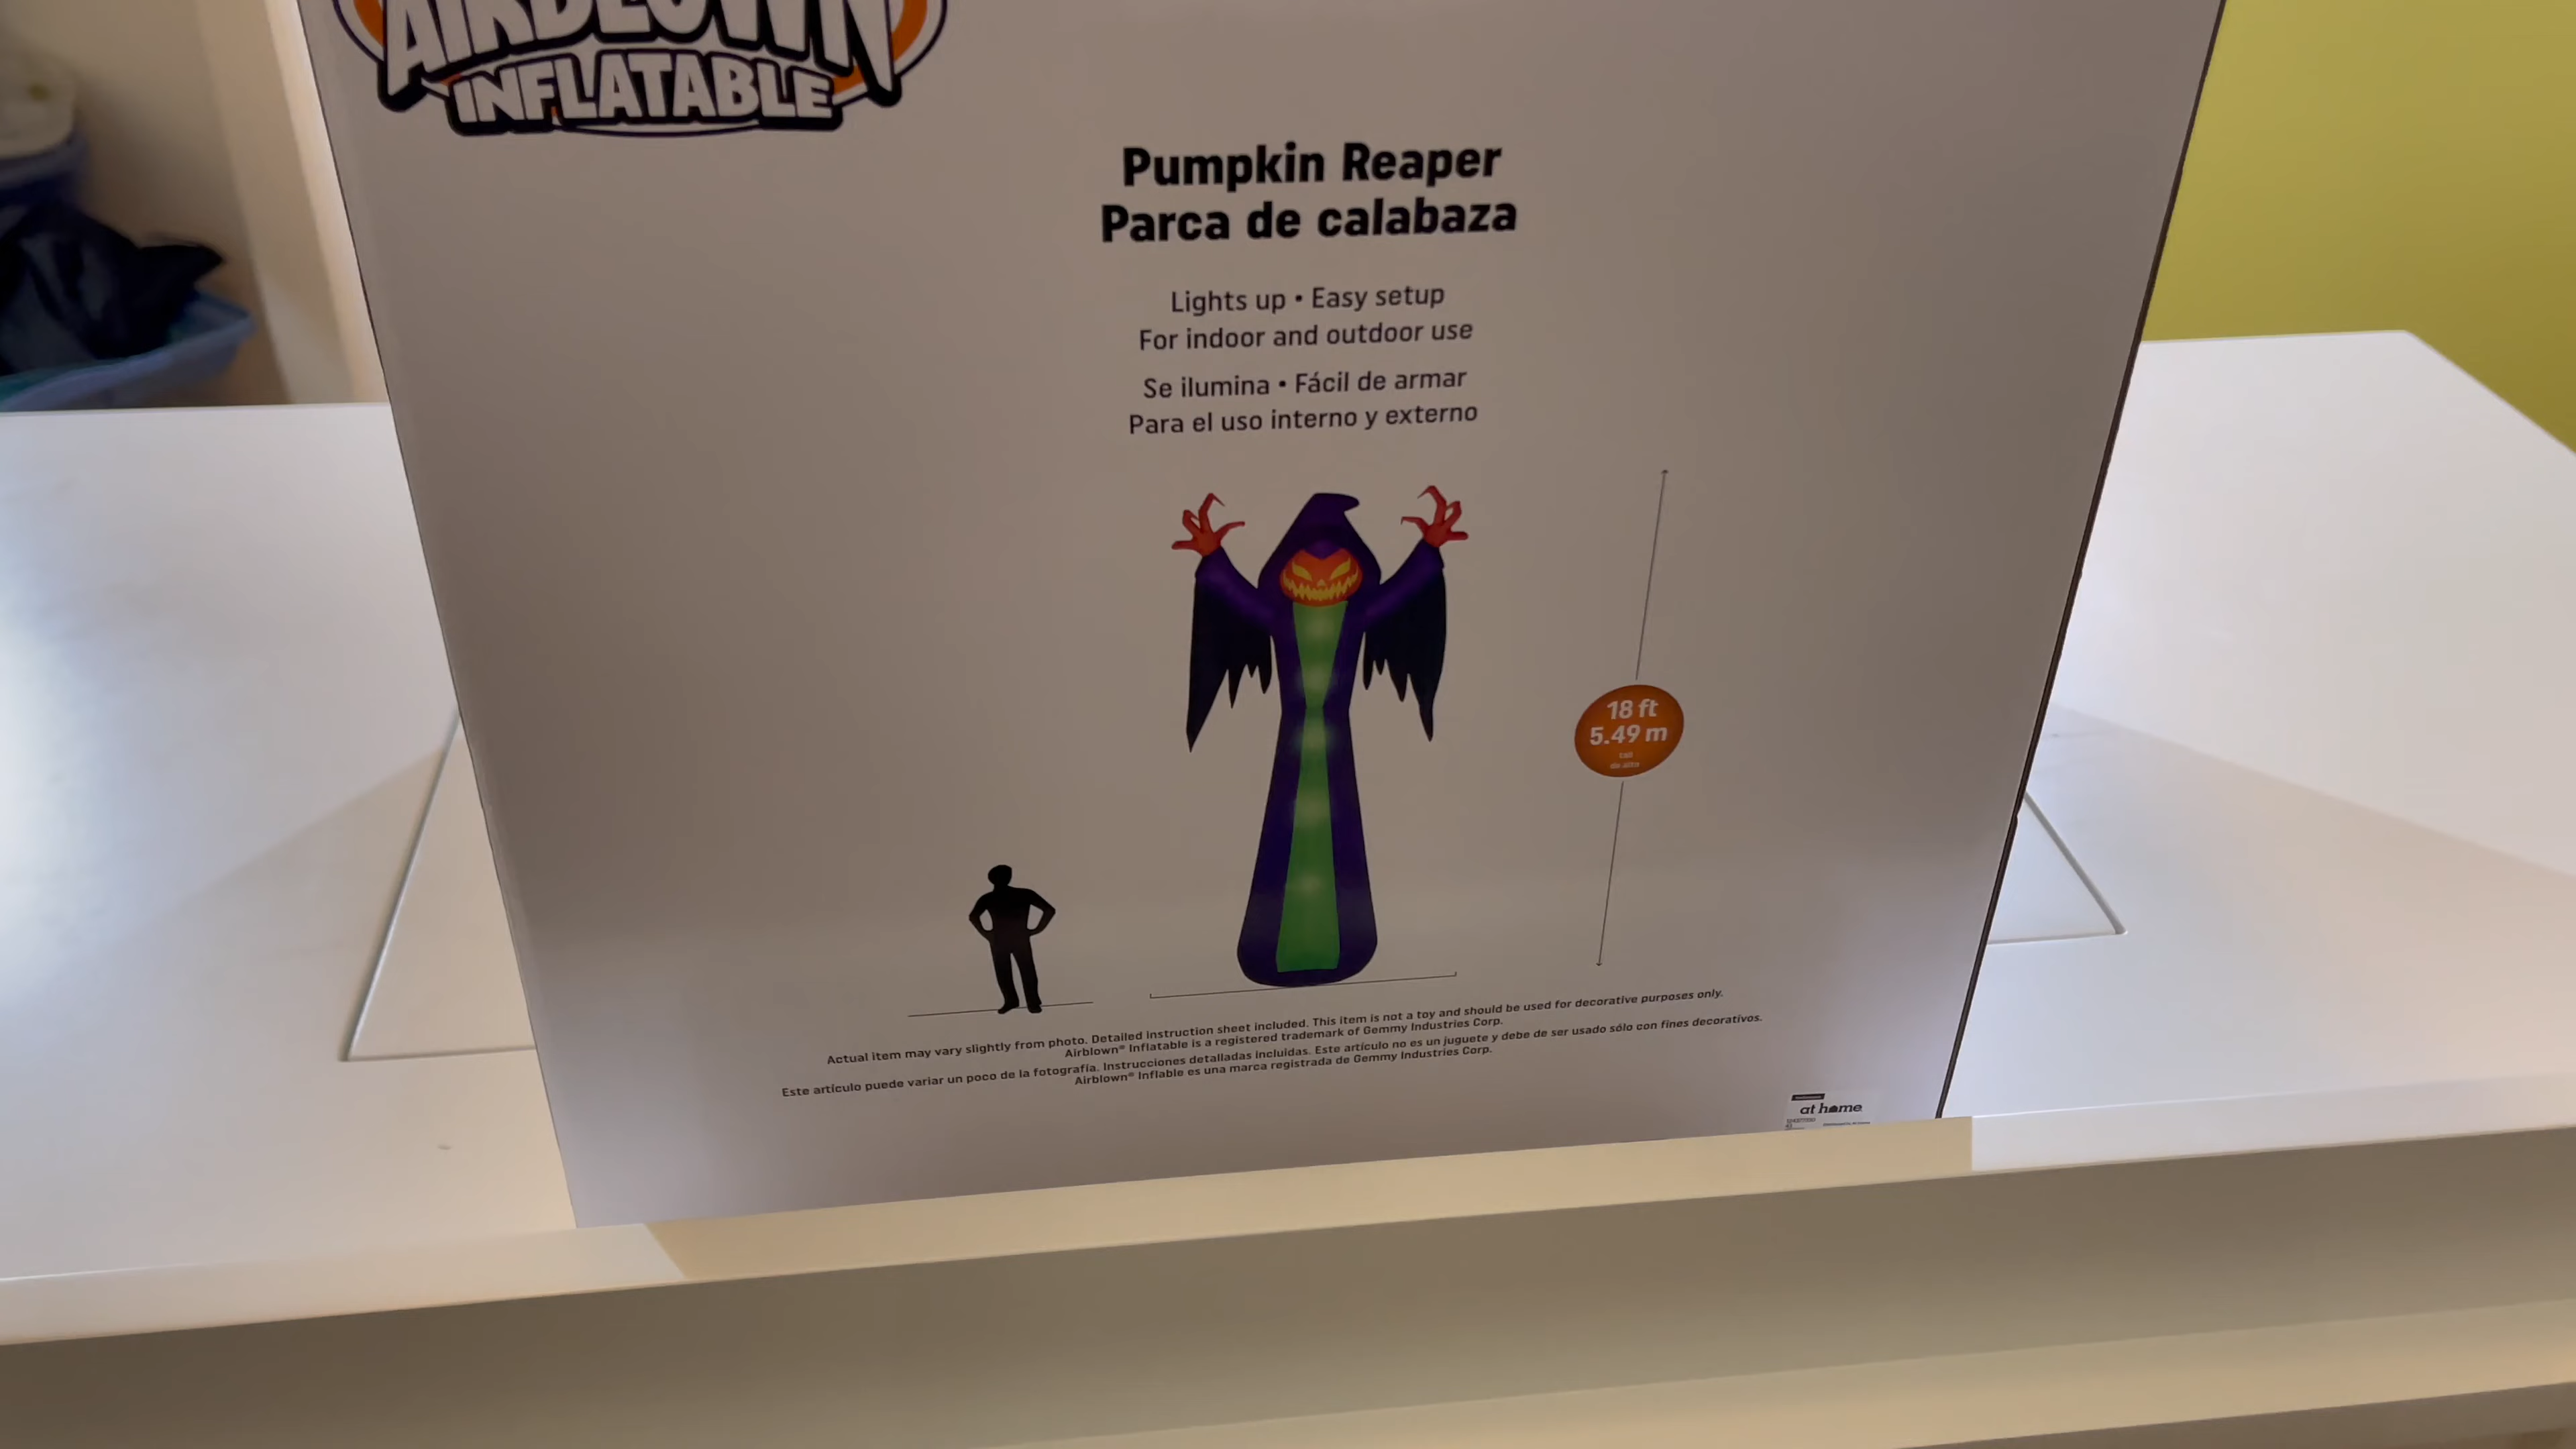 AIRBLOWN
INFLATABLE
Pumpkin Reaper
Parca de calabaza
Lights up • Easy setup
For indoor and outdoor use
Se ilumina • Fácil de armar
Para el uso interno y externo
18 ft
5.49 m
tall
de alto
Actual item may vary slightly from photo. Detailed instruction sheet included. This item is not a toy and should be used for decorative purposes only.
Airblown® Inflatable is a registered trademark of Gemmy Industries Corp.
Este artículo puede variar un poco de la fotografía. Instrucciones detalladas incluidas. Este artículo no es un juguete y debe de ser usado sólo con fines decorativos.
Airblown® Inflable es una marca registrada de Gemmy Industries Corp.
at home